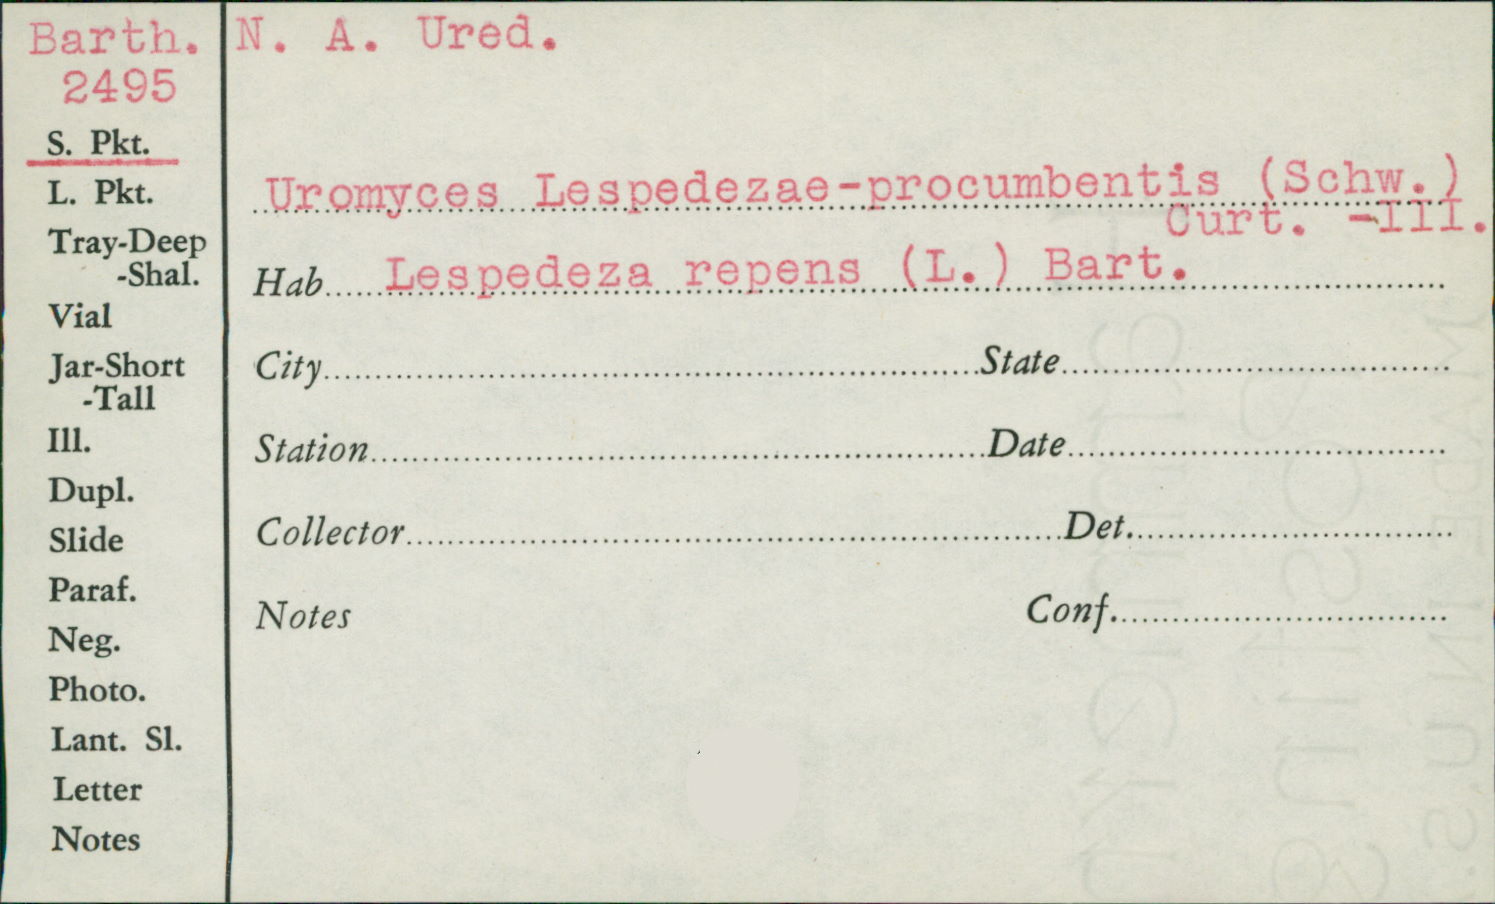 Barth.
2495
S. Pkt.
L. Pkt.
Tray-Deep
-Shal.
Vial
Jar-Short
-Tall
Ill.
Dupl.
Slide
Paraf.
Neg.
Photo.
Lant. Sl.
Letter
Notes
N. A. Ured.
Uromyces Lespedezae-procumbentis (Schw.)
Curt. -III.
Hab Lespedeza repens (L.) Bart.
City State
Station Date
Collector Det.
Notes Conf.